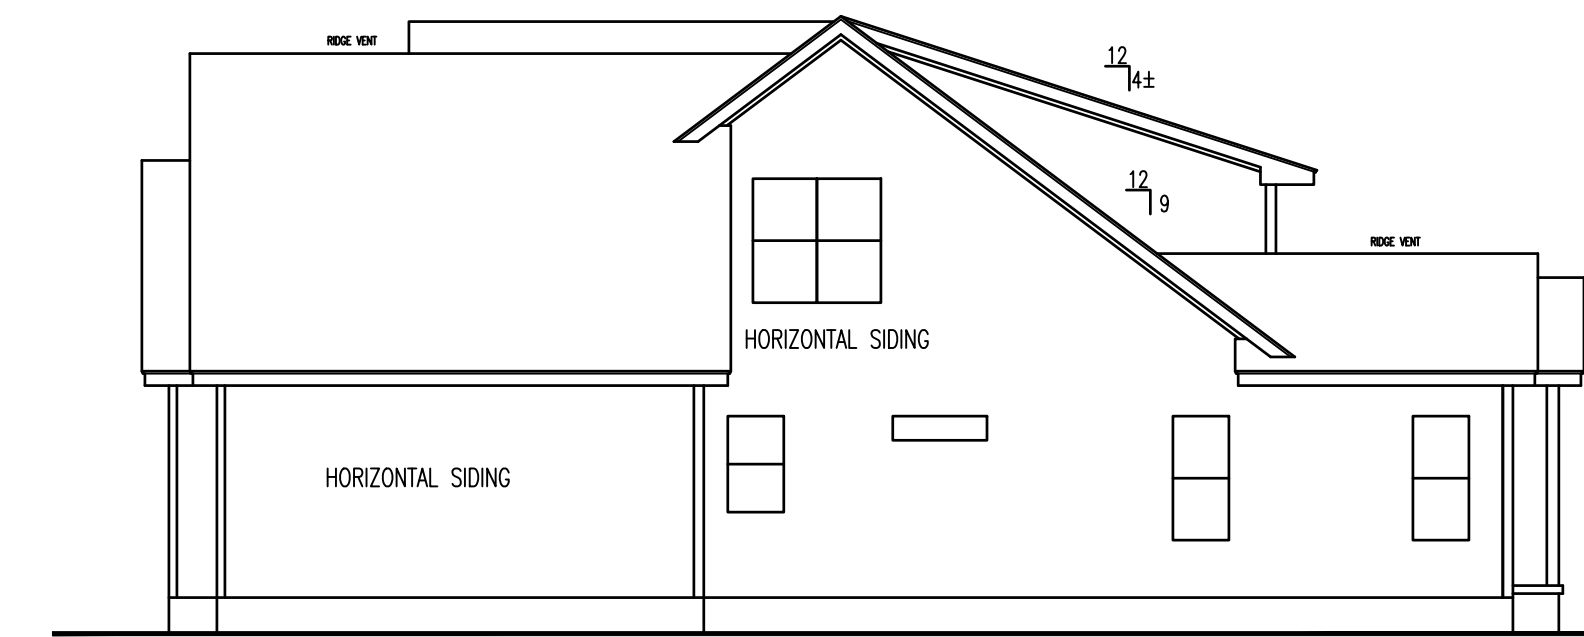 RIDGE VENT
12
4±
12
9
RIDGE VENT
HORIZONTAL SIDING
HORIZONTAL SIDING